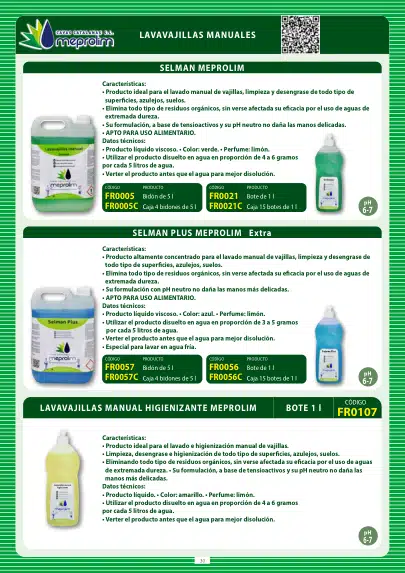 CUPAS CATALANAS S.L.
meprolim
LAVAVAJILLAS MANUALES
SELMAN MEPROLIM
Características:
• Producto ideal para el lavado manual de vajillas, limpieza y desengrase de todo tipo de
superficies, azulejos, suelos.
• Elimina todo tipo de residuos orgánicos, sin verse afectada su eficacia por el uso de aguas de
extremada dureza.
• Su formulación, a base de tensioactivos y su pH neutro no daña las manos delicadas.
• APTO PARA USO ALIMENTARIO.
Datos técnicos:
• Producto líquido viscoso. • Color: verde. • Perfume: limón.
• Utilizar el producto disuelto en agua en proporción de 4 a 6 gramos
por cada 5 litros de agua.
• Verter el producto antes que el agua para mejor disolución.
CÓDIGO PRODUCTO
FR0005 Bidón de 5 l
FR0005C Caja 4 bidones de 5 l
CÓDIGO PRODUCTO
FR0021 Bote de 1 l
FR0021C Caja 15 botes de 1 l
pH
6-7
meprolim
SELMAN PLUS MEPROLIM Extra
Características:
• Producto altamente concentrado para el lavado manual de vajillas, limpieza y desengrase de
todo tipo de superficies, azulejos, suelos.
• Elimina todo tipo de residuos orgánicos, sin verse afectada su eficacia por el uso de aguas de
extremada dureza.
• Su formulación con pH neutro no daña las manos más delicadas.
• APTO PARA USO ALIMENTARIO.
Datos técnicos:
• Producto líquido viscoso. • Color: azul. • Perfume: limón.
• Utilizar el producto disuelto en agua en proporción de 3 a 5 gramos
por cada 5 litros de agua.
• Verter el producto antes que el agua para mejor disolución.
• Especial para lavar en agua fría.
CÓDIGO PRODUCTO
FR0057 Bidón de 5 l
FR0057C Caja 4 bidones de 5 l
CÓDIGO PRODUCTO
FR0056 Bote de 1 l
FR0056C Caja 15 botes de 1 l
pH
6-7
Selman Plus
meprolim
LAVAVAJILLAS MANUAL HIGIENIZANTE MEPROLIM
BOTE 1 l
CÓDIGO
FR0107
Características:
• Producto ideal para el lavado e higienización manual de vajillas.
• Limpieza, desengrase e higienización de todo tipo de superficies, azulejos, suelos.
• Eliminando todo tipo de residuos orgánicos, sin verse afectada su eficacia por el uso de aguas
de extremada dureza. • Su formulación, a base de tensioactivos y su pH neutro no daña las
manos más delicadas.
Datos técnicos:
• Producto líquido. • Color: amarillo. • Perfume: limón.
• Utilizar el producto disuelto en agua en proporción de 4 a 6 gramos
por cada 5 litros de agua.
• Verter el producto antes que el agua para mejor disolución.
pH
6-7